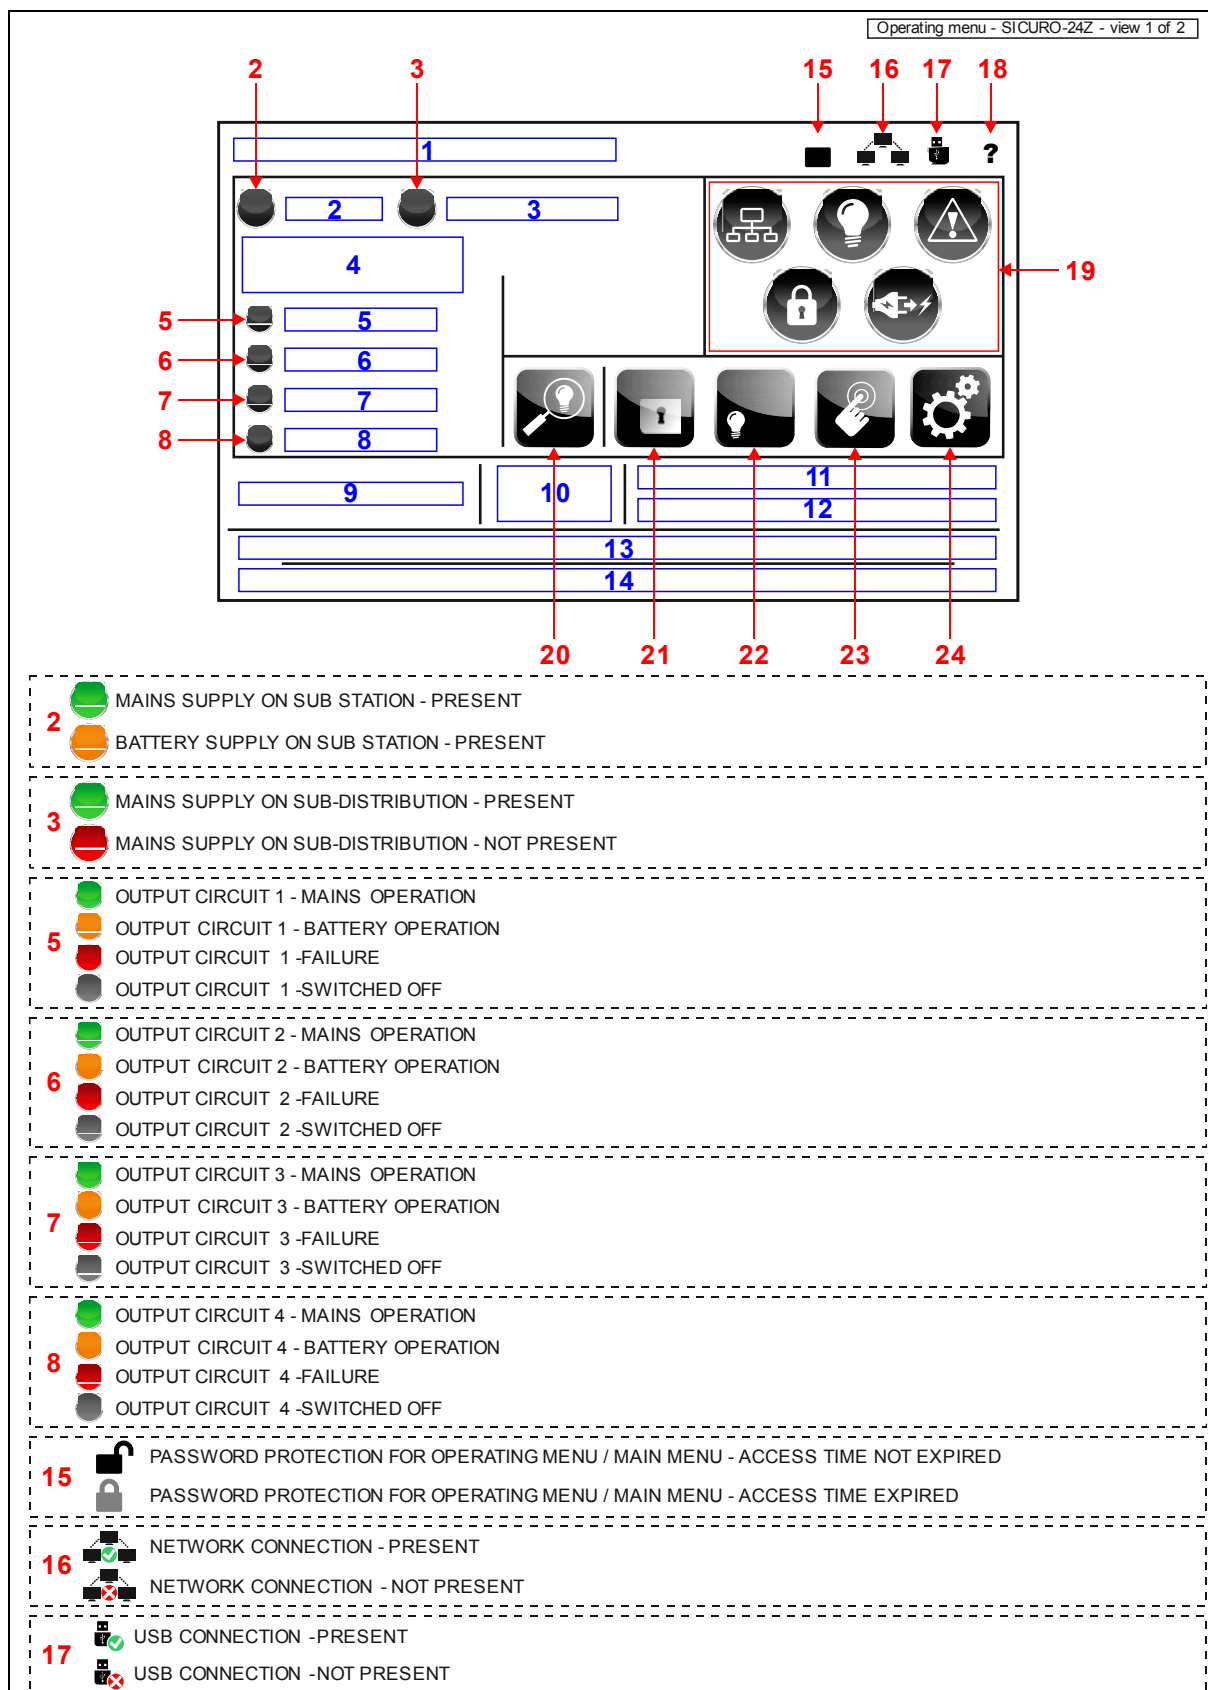 Operating menu - SICURO-24Z - view 1 of 2
2 3 15 16 17 18
1 ?
2 3
4
19
5 5
6 6
7 7
8 8
9 10 11
12
13
14
20 21 22 23 24
2
MAINS SUPPLY ON SUB STATION - PRESENT
BATTERY SUPPLY ON SUB STATION - PRESENT
3
MAINS SUPPLY ON SUB-DISTRIBUTION - PRESENT
MAINS SUPPLY ON SUB-DISTRIBUTION - NOT PRESENT
5
OUTPUT CIRCUIT 1 - MAINS OPERATION
OUTPUT CIRCUIT 1 - BATTERY OPERATION
OUTPUT CIRCUIT 1 -FAILURE
OUTPUT CIRCUIT 1 -SWITCHED OFF
6
OUTPUT CIRCUIT 2 - MAINS OPERATION
OUTPUT CIRCUIT 2 - BATTERY OPERATION
OUTPUT CIRCUIT 2 -FAILURE
OUTPUT CIRCUIT 2 -SWITCHED OFF
7
OUTPUT CIRCUIT 3 - MAINS OPERATION
OUTPUT CIRCUIT 3 - BATTERY OPERATION
OUTPUT CIRCUIT 3 -FAILURE
OUTPUT CIRCUIT 3 -SWITCHED OFF
8
OUTPUT CIRCUIT 4 - MAINS OPERATION
OUTPUT CIRCUIT 4 - BATTERY OPERATION
OUTPUT CIRCUIT 4 -FAILURE
OUTPUT CIRCUIT 4 -SWITCHED OFF
15
PASSWORD PROTECTION FOR OPERATING MENU / MAIN MENU - ACCESS TIME NOT EXPIRED
PASSWORD PROTECTION FOR OPERATING MENU / MAIN MENU - ACCESS TIME EXPIRED
16
NETWORK CONNECTION - PRESENT
NETWORK CONNECTION - NOT PRESENT
17
USB CONNECTION -PRESENT
USB CONNECTION -NOT PRESENT